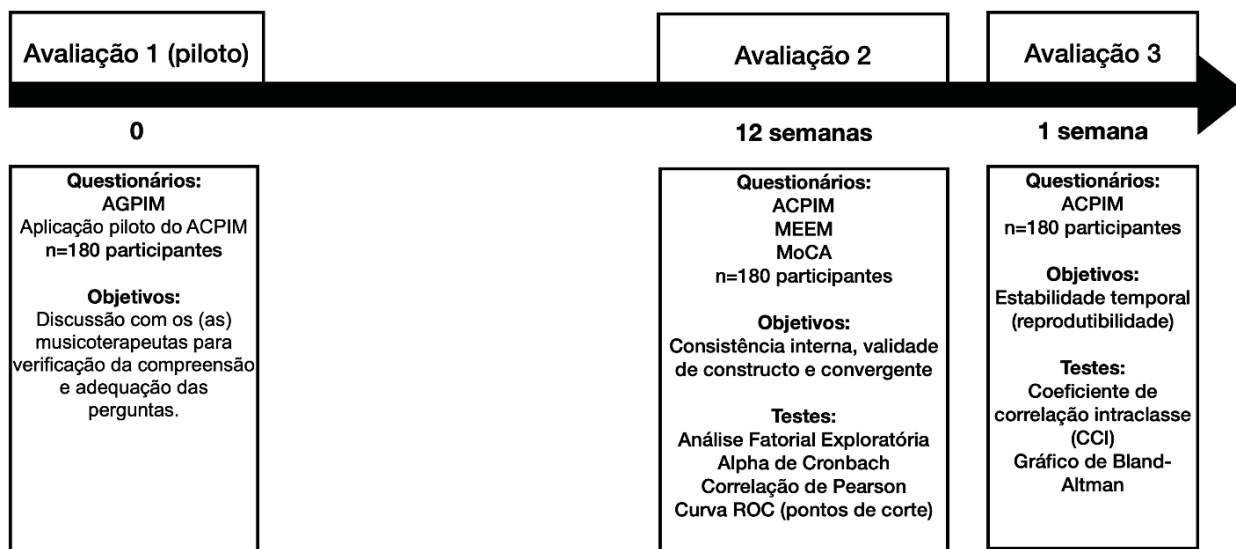 Avaliação 1 (piloto)
0
Questionários:
AGPIM
Aplicação piloto do ACPIM
n=180 participantes
Objetivos:
Discussão com os (as)
musicoterapeutas para
verificação da compreensão
e adequação das
perguntas.
Avaliação 2
12 semanas
Questionários:
ACPIM
MEEM
MoCA
n=180 participantes
Objetivos:
Consistência interna, validade
de constructo e convergente
Testes:
Análise Fatorial Exploratória
Alpha de Cronbach
Correlação de Pearson
Curva ROC (pontos de corte)
Avaliação 3
1 semana
Questionários:
ACPIM
n=180 participantes
Objetivos:
Estabilidade temporal
(reprodutibilidade)
Testes:
Coeficiente de
correlação intraclasse
(CCI)
Gráfico de Bland-
Altman